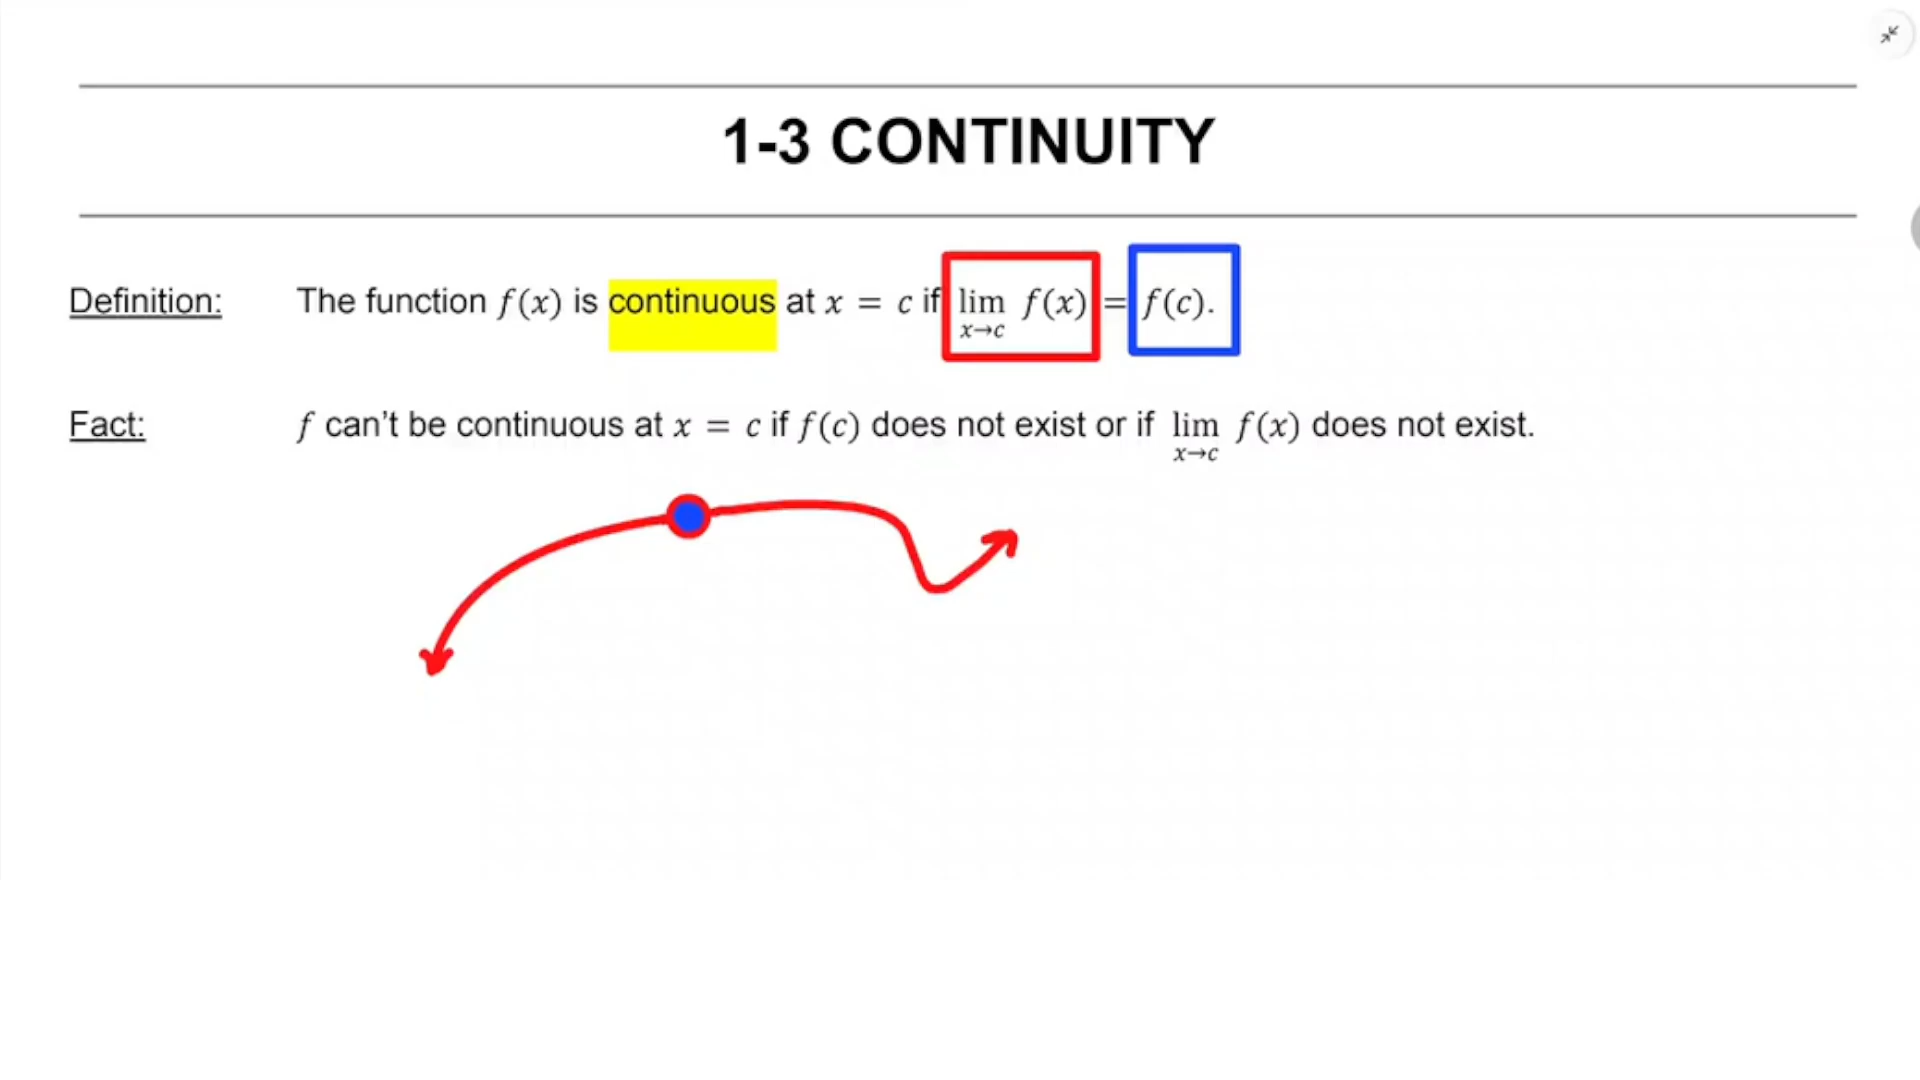 1-3 CONTINUITY
Definition: The function f(x) is continuous at x = c if lim x→c f(x) = f(c).
Fact: f can’t be continuous at x = c if f(c) does not exist or if lim x→c f(x) does not exist.